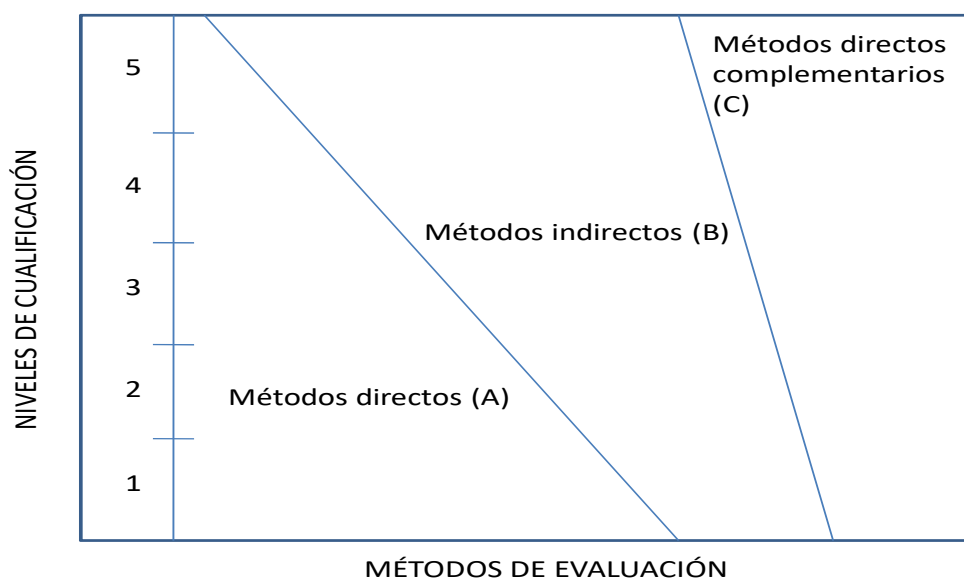 NIVELES DE CUALIFICACIÓN
5
4
3
2
1
Métodos directos
complementarios
(C)
Métodos indirectos (B)
Métodos directos (A)
MÉTODOS DE EVALUACIÓN